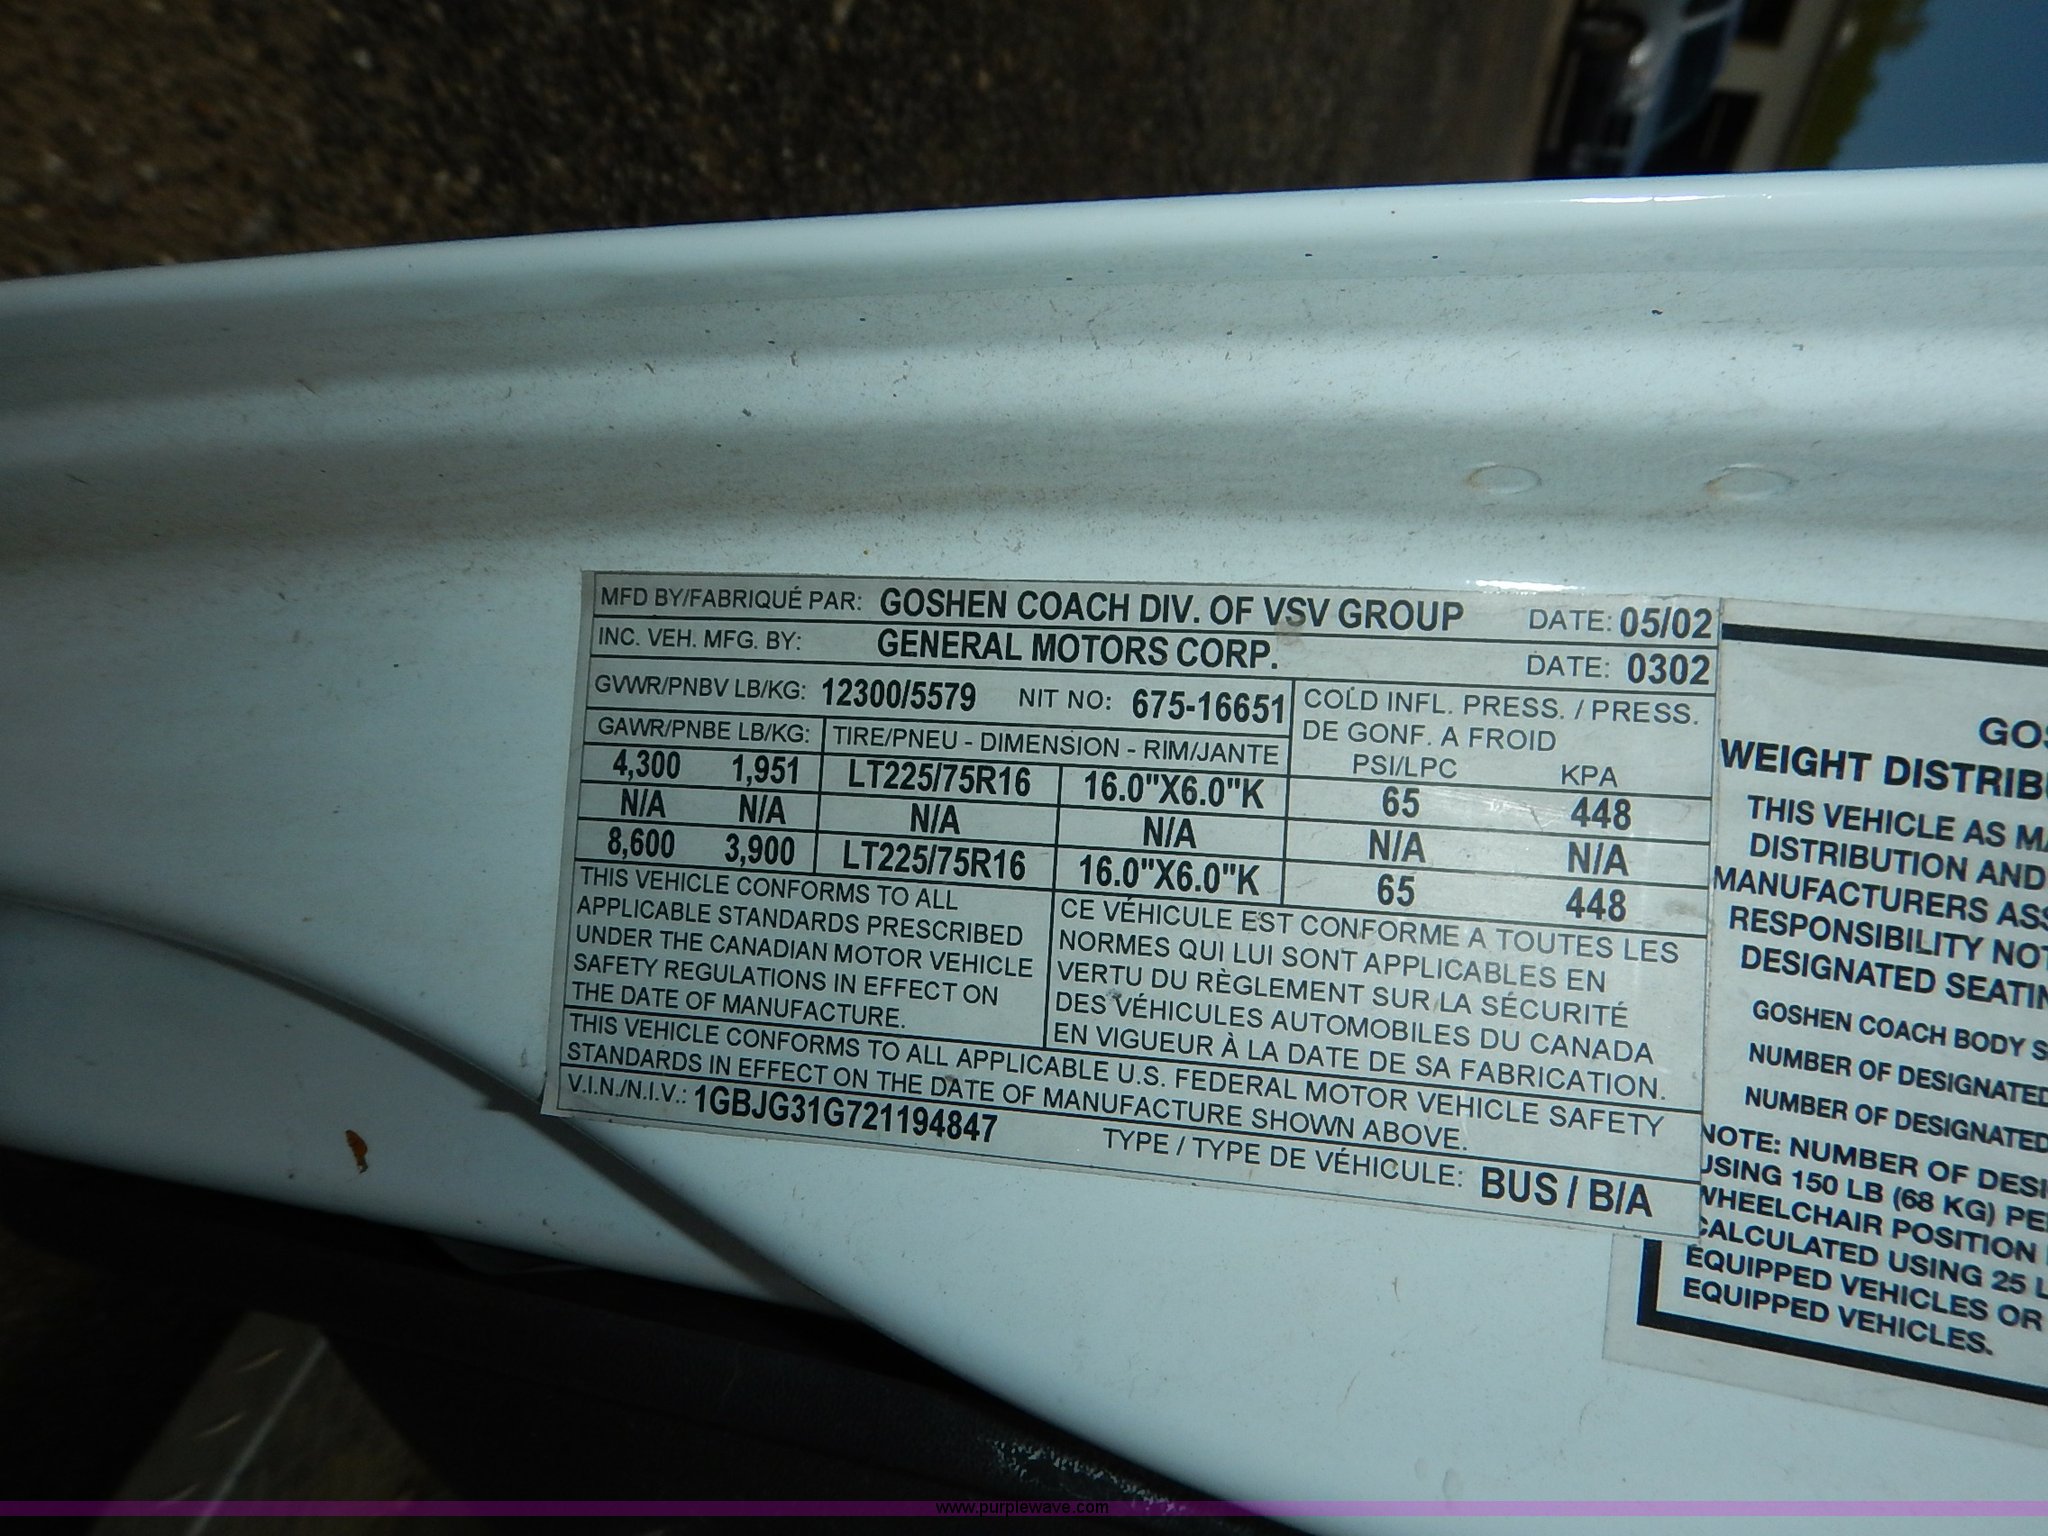 MFD BY/FABRIQUÉ PAR: GOSHEN COACH DIV. OF VSV GROUP DATE: 05/02
INC. VEH. MFG. BY: GENERAL MOTORS CORP. DATE: 0302
GVWR/PNBV LB/KG: 12300/5579 NIT NO: 675-16651
COLD INFL. PRESS. / PRESS.
DE GONF. A FROID
GAWR/PNBE LB/KG: TIRE/PNEU - DIMENSION - RIM/JANTE PSI/LPC KPA
4,300 1,951 LT225/75R16 16.0"X6.0"K 65 448
N/A N/A N/A N/A N/A N/A
8,600 3,900 LT225/75R16 16.0"X6.0"K 65 448
THIS VEHICLE CONFORMS TO ALL
APPLICABLE STANDARDS PRESCRIBED
UNDER THE CANADIAN MOTOR VEHICLE
SAFETY REGULATIONS IN EFFECT ON
THE DATE OF MANUFACTURE.
CE VÉHICULE EST CONFORME A TOUTES LES
NORMES QUI LUI SONT APPLICABLES EN
VERTU DU RÈGLEMENT SUR LA SÉCURITÉ
DES VÉHICULES AUTOMOBILES DU CANADA
EN VIGUEUR À LA DATE DE SA FABRICATION.
THIS VEHICLE CONFORMS TO ALL APPLICABLE U.S. FEDERAL MOTOR VEHICLE SAFETY
STANDARDS IN EFFECT ON THE DATE OF MANUFACTURE SHOWN ABOVE.
V.I.N./N.I.V.: 1GBJG31G721194847 TYPE / TYPE DE VÉHICULE: BUS / B/A
GOS
WEIGHT DISTRIB
THIS VEHICLE AS MA
DISTRIBUTION AND
MANUFACTURERS ASS
RESPONSIBILITY NOT
DESIGNATED SEATIN
GOSHEN COACH BODY S
NUMBER OF DESIGNATED
NUMBER OF DESIGNATED
NOTE: NUMBER OF DESI
USING 150 LB (68 KG) PE
WHEELCHAIR POSITION
CALCULATED USING 25 L
EQUIPPED VEHICLES OR
EQUIPPED VEHICLES.
www.purplewave.com